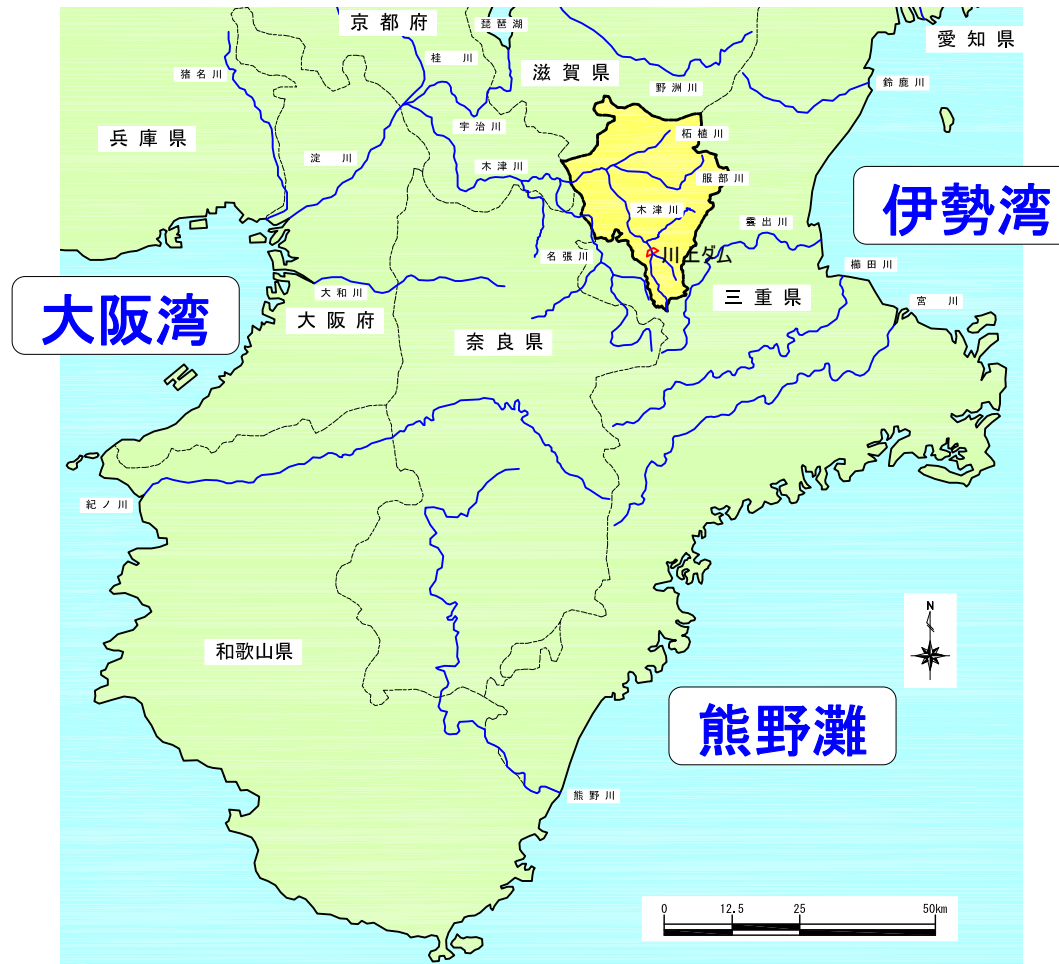 京都府
琵琶湖
愛知県
桂川
猪名川
滋賀県
野洲川
鈴鹿川
兵庫県
宇治川
柘植川
淀川
木津川
服部川
伊勢湾
木津川
雲出川
名張川
川上ダム
櫛田川
大和川
三重県
宮川
大阪湾
大阪府
奈良県
紀ノ川
N
和歌山県
熊野灘
熊野川
0 12.5 25 50km